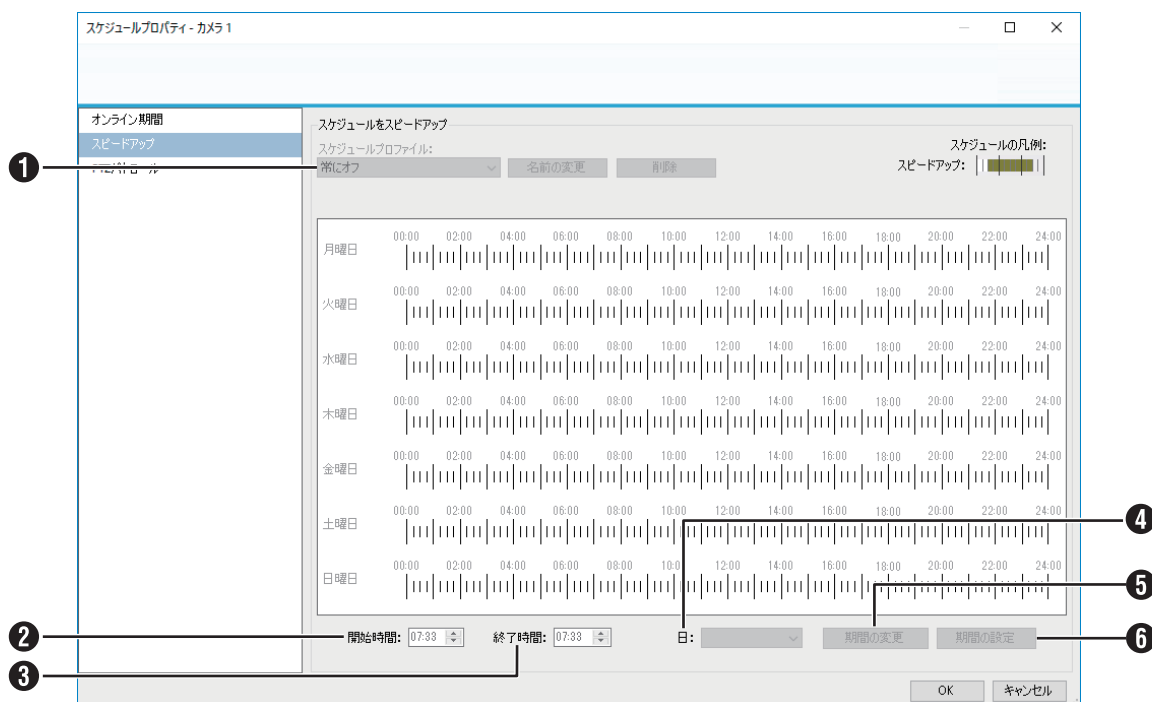 スケジュールプロパティ - カメラ 1
オンライン期間
スピードアップ
スケジュールをスピードアップ
スケジュールプロファイル:
スケジュールの凡例:
❶
常にオフ 名前の変更 削除
スピードアップ:
00:00 02:00 04:00 06:00 08:00 10:00 12:00 14:00 16:00 18:00 20:00 22:00 24:00
月曜日
00:00 02:00 04:00 06:00 08:00 10:00 12:00 14:00 16:00 18:00 20:00 22:00 24:00
火曜日
00:00 02:00 04:00 06:00 08:00 10:00 12:00 14:00 16:00 18:00 20:00 22:00 24:00
水曜日
00:00 02:00 04:00 06:00 08:00 10:00 12:00 14:00 16:00 18:00 20:00 22:00 24:00
木曜日
00:00 02:00 04:00 06:00 08:00 10:00 12:00 14:00 16:00 18:00 20:00 22:00 24:00
金曜日
00:00 02:00 04:00 06:00 08:00 10:00 12:00 14:00 16:00 18:00 20:00 22:00 24:00
土曜日
❹
00:00 02:00 04:00 06:00 08:00 10:0 12:00 14:00 16:00 18:00 20:00 22:00 24:00
日曜日
❺
❷
開始時間: 07:33 終了時間: 07:33 日: 期間の変更 期間の設定
❻
❸
OK キャンセル